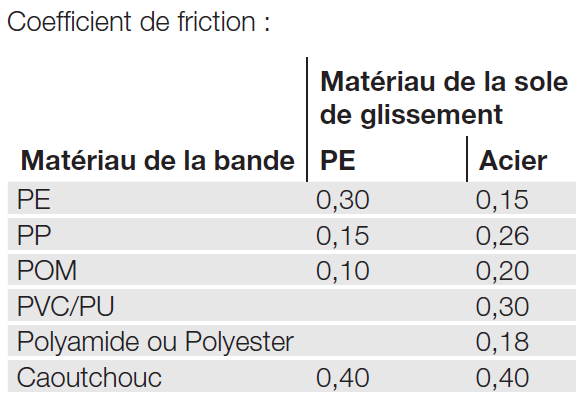 Coefficient de friction :
Matériau de la sole
de glissement
Matériau de la bande PE Acier
PE 0,30 0,15
PP 0,15 0,26
POM 0,10 0,20
PVC/PU 0,30
Polyamide ou Polyester 0,18
Caoutchouc 0,40 0,40